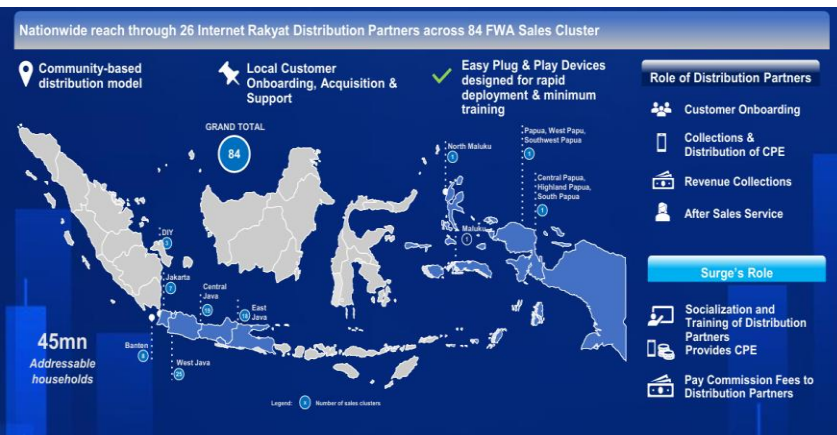 Nationwide reach through 26 Internet Rakyat Distribution Partners across 84 FWA Sales Cluster
Community-based
distribution model
Local Customer
Onboarding, Acquisition &
Support
Easy Plug & Play Devices
designed for rapid
deployment & minimum
training
GRAND TOTAL
84
North Maluku
1
Papua, West Papu,
Southwest Papua
1
Central Papua,
Highland Papua,
South Papua
1
Maluku
1
DIY
3
Jakarta
7
Central
Java
East
Java
Banten
West Java
25
45mn
Addressable
households
Legend:
Number of sales clusters
Role of Distribution Partners
Customer Onboarding
Collections &
Distribution of CPE
Revenue Collections
After Sales Service
Surge's Role
Socialization and
Training of Distribution
Partners
Provides CPE
Pay Commission Fees to
Distribution Partners